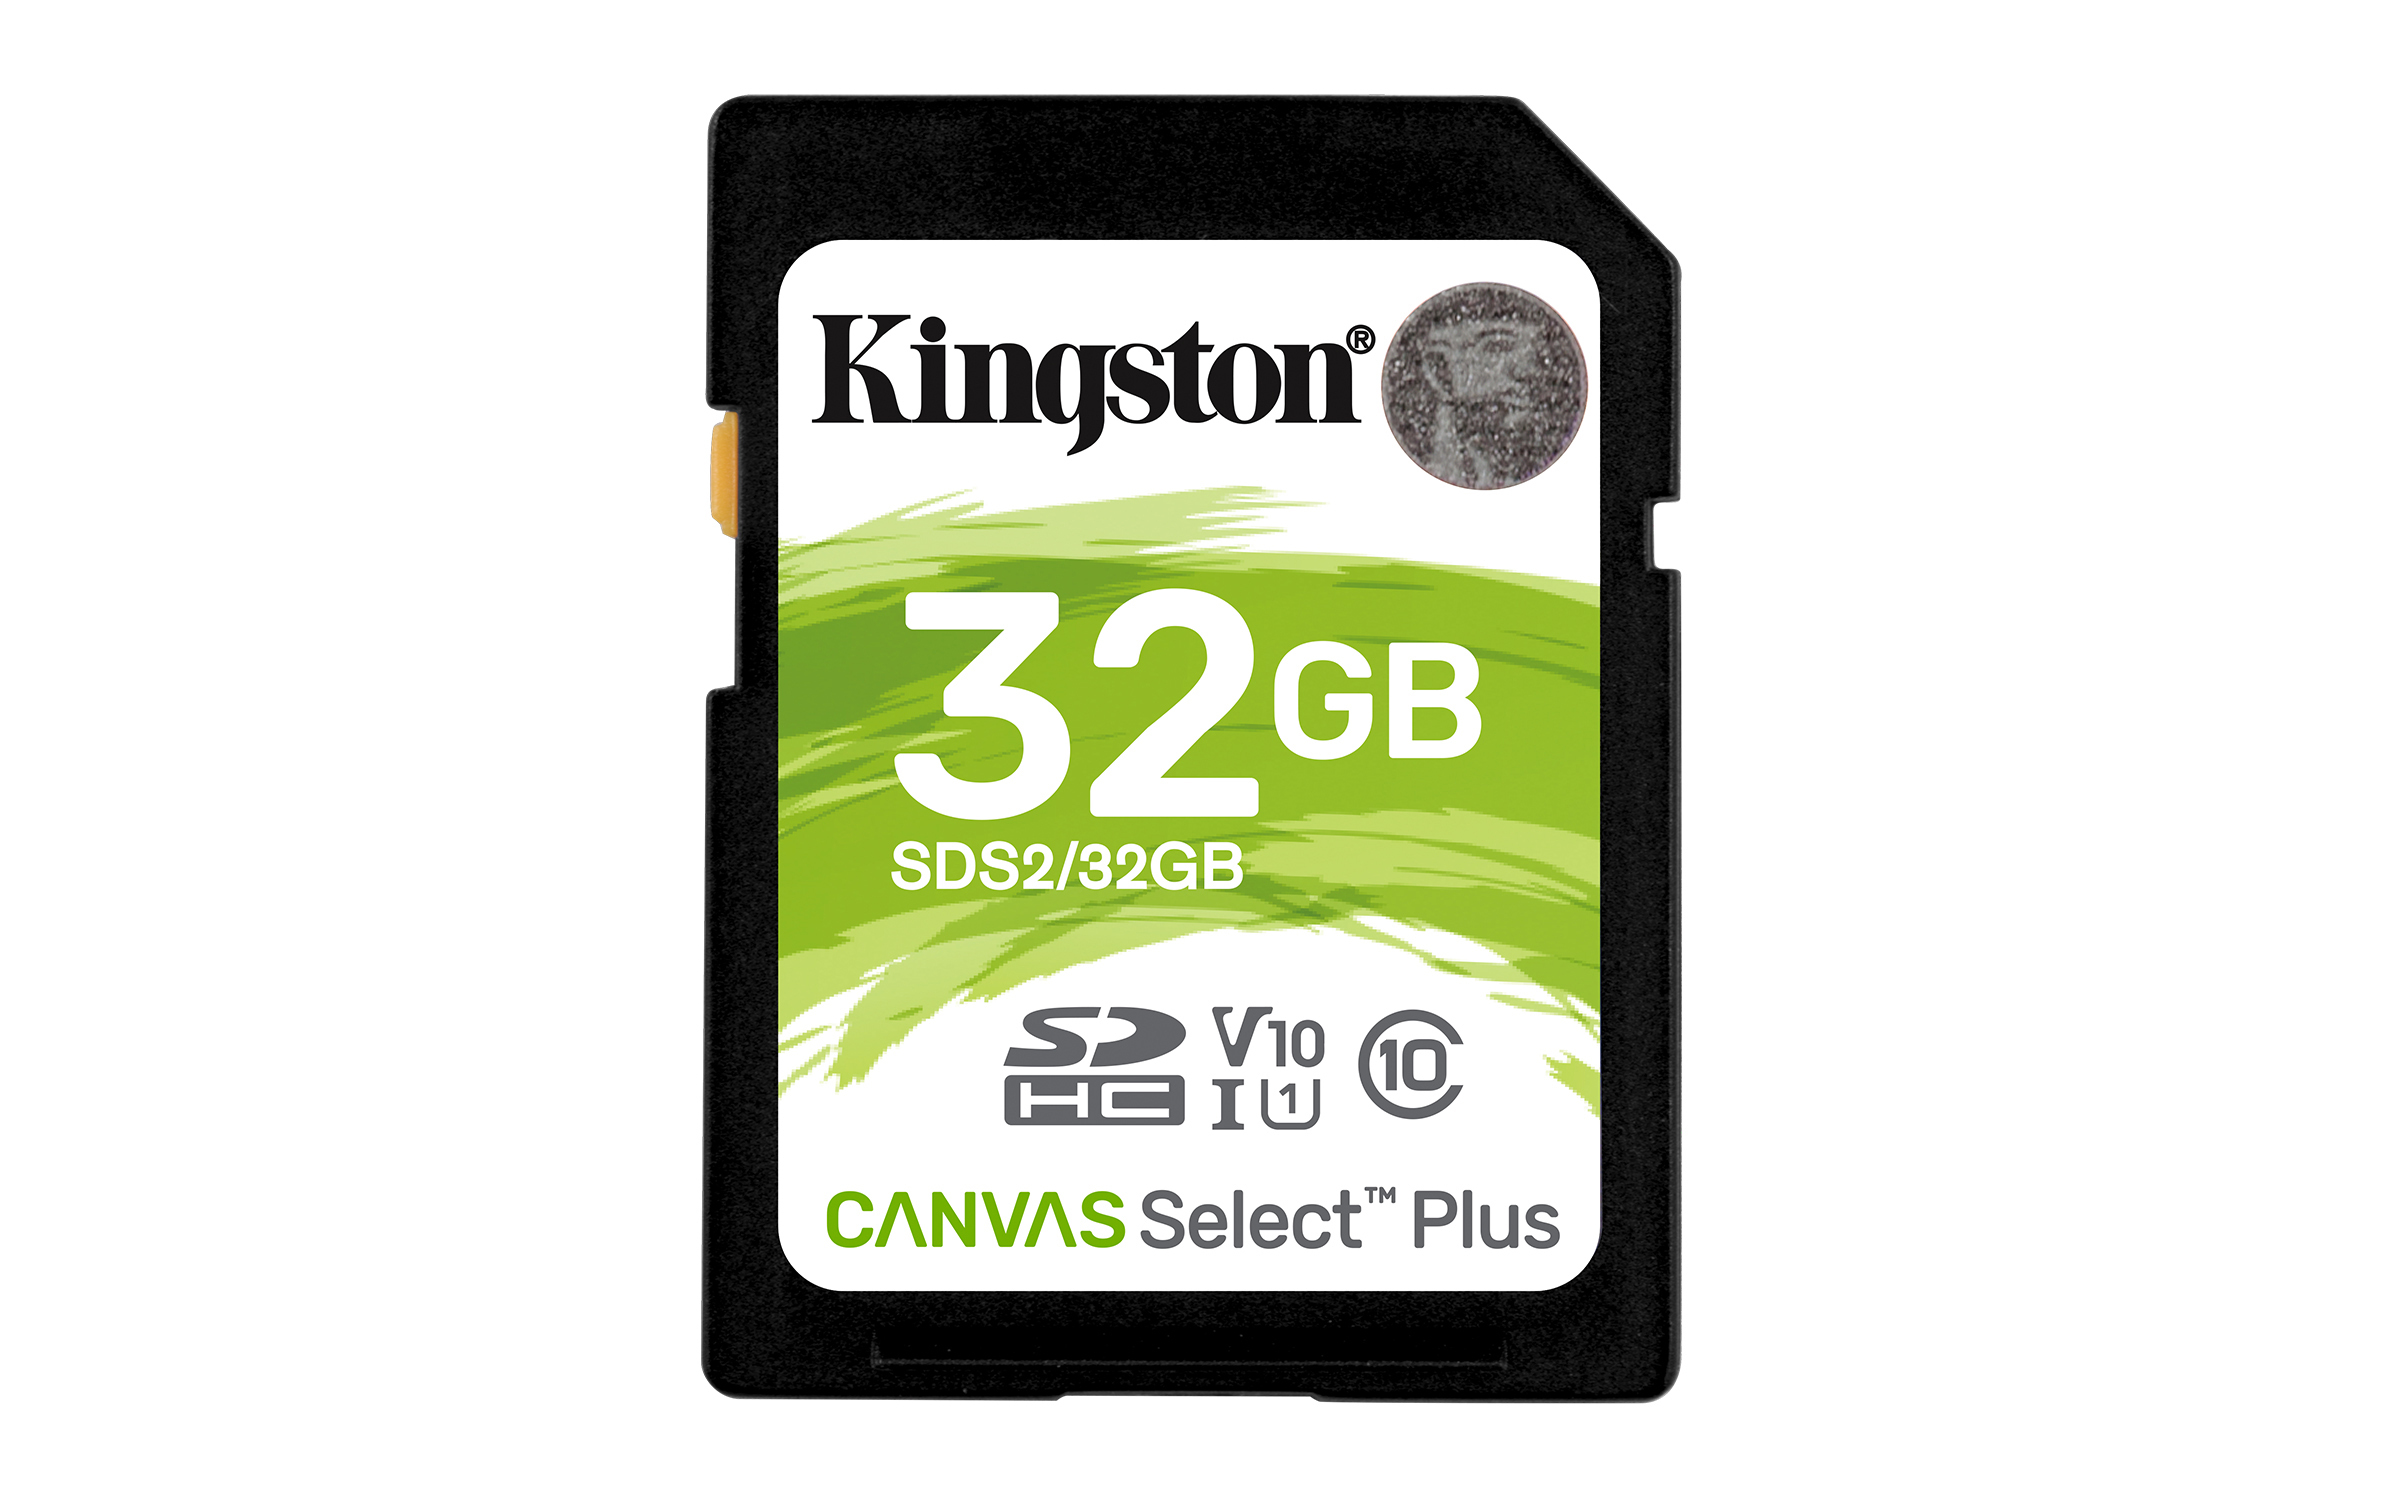 Kingston®
32GB
SDS2/32GB
SD V10 10
HC I U1
CANVAS Select™ Plus